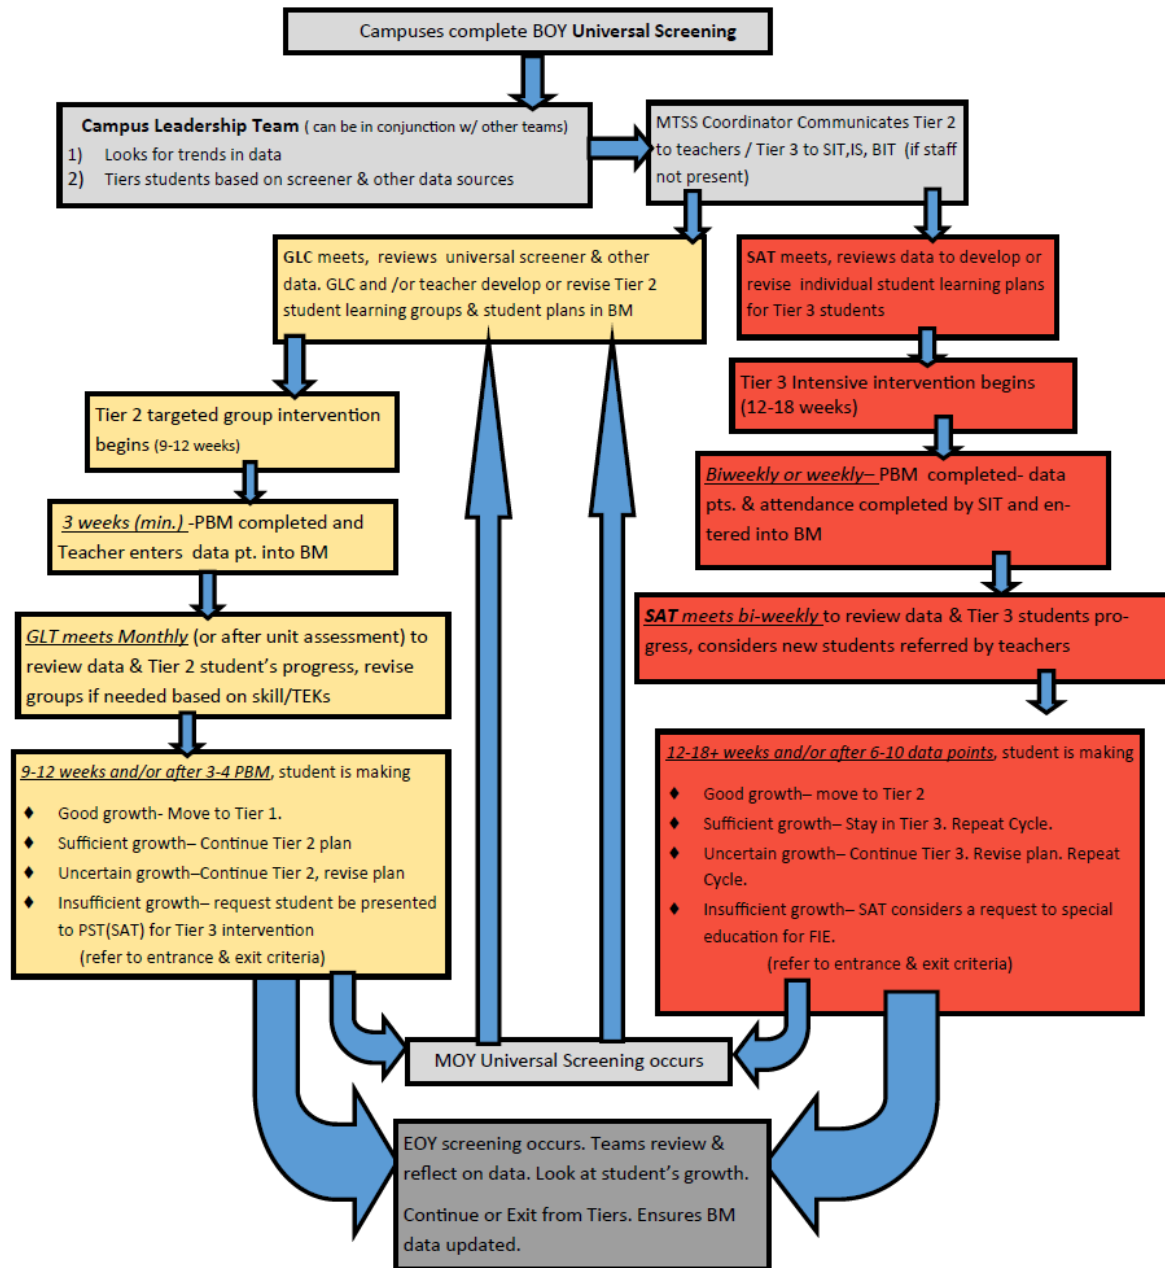 Campuses complete BOY Universal Screening
Campus Leadership Team ( can be in conjunction w/ other teams)
1) Looks for trends in data
2) Tiers students based on screener & other data sources
MTSS Coordinator Communicates Tier 2
to teachers / Tier 3 to SIT,IS, BIT (if staff
not present)
GLC meets, reviews universal screener & other
data. GLC and /or teacher develop or revise Tier 2
student learning groups & student plans in BM
SAT meets, reviews data to develop or
revise individual student learning plans
for Tier 3 students
Tier 2 targeted group intervention
begins (9-12 weeks)
Tier 3 Intensive intervention begins
(12-18 weeks)
3 weeks (min.) -PBM completed and
Teacher enters data pt. into BM
Biweekly or weekly– PBM completed- data
pts. & attendance completed by SIT and en-
tered into BM
GLT meets Monthly (or after unit assessment) to
review data & Tier 2 student's progress, revise
groups if needed based on skill/TEKs
SAT meets bi-weekly to review data & Tier 3 students pro-
gress, considers new students referred by teachers
9-12 weeks and/or after 3-4 PBM, student is making
♦ Good growth- Move to Tier 1.
♦ Sufficient growth– Continue Tier 2 plan
♦ Uncertain growth–Continue Tier 2, revise plan
♦ Insufficient growth– request student be presented
to PST(SAT) for Tier 3 intervention
(refer to entrance & exit criteria)
12-18+ weeks and/or after 6-10 data points, student is making
♦ Good growth– move to Tier 2
♦ Sufficient growth– Stay in Tier 3. Repeat Cycle.
♦ Uncertain growth– Continue Tier 3. Revise plan. Repeat
Cycle.
♦ Insufficient growth– SAT considers a request to special
education for FIE.
(refer to entrance & exit criteria)
MOY Universal Screening occurs
EOY screening occurs. Teams review &
reflect on data. Look at student's growth.
Continue or Exit from Tiers. Ensures BM
data updated.